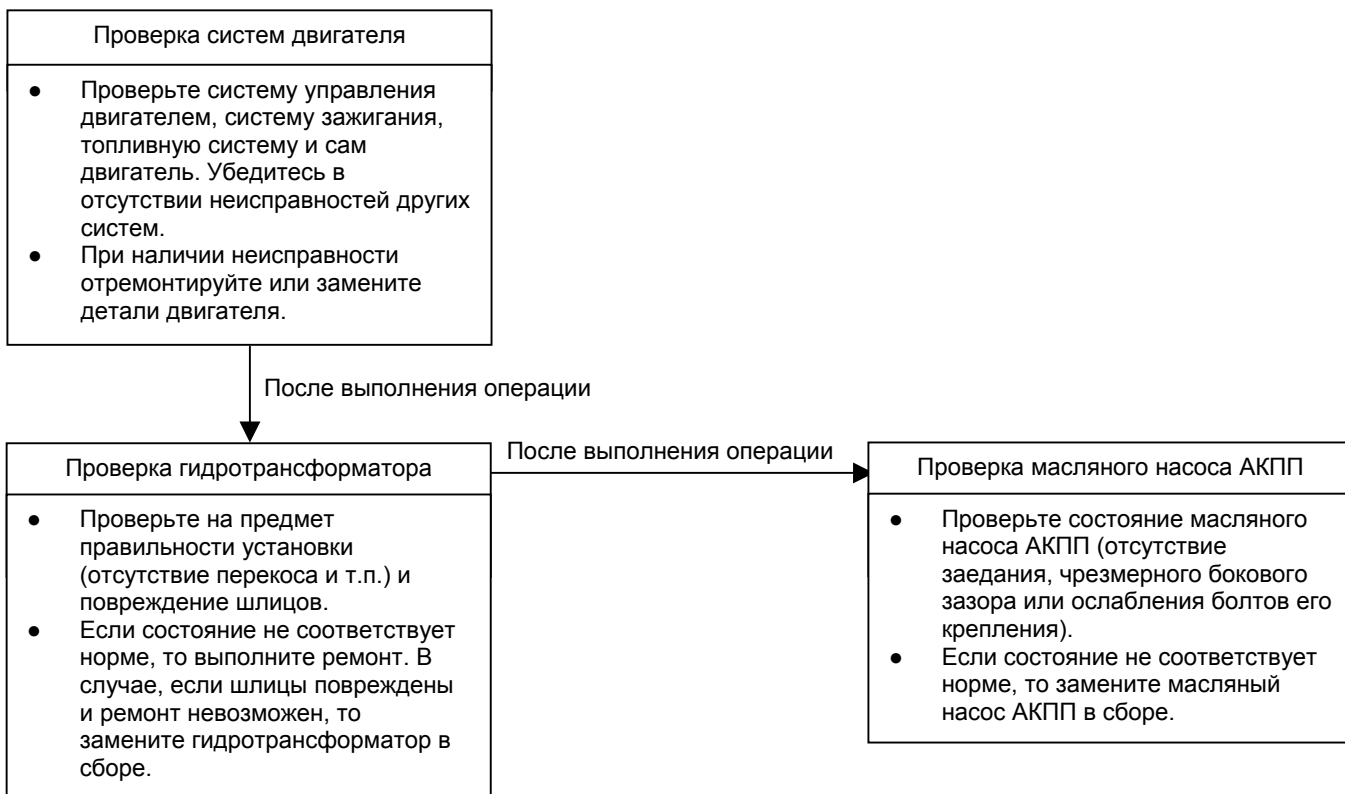 Проверка систем двигателя
● Проверьте систему управления
двигателем, систему зажигания,
топливную систему и сам
двигатель. Убедитесь в
отсутствии неисправностей других
систем.
● При наличии неисправности
отремонтируйте или замените
детали двигателя.
После выполнения операции
Проверка гидротрансформатора
● Проверьте на предмет
правильности установки
(отсутствие перекоса и т.п.) и
повреждение шлицов.
● Если состояние не соответствует
норме, то выполните ремонт. В
случае, если шлицы повреждены
и ремонт невозможен, то
замените гидротрансформатор в
сборе.
После выполнения операции
Проверка масляного насоса АКПП
● Проверьте состояние масляного
насоса АКПП (отсутствие
заедания, чрезмерного бокового
зазора или ослабления болтов его
крепления).
● Если состояние не соответствует
норме, то замените масляный
насос АКПП в сборе.